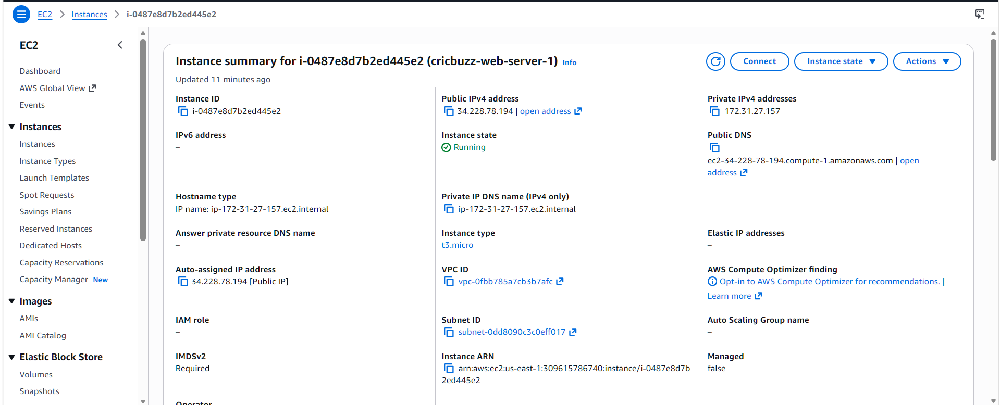 EC2 > Instances > i-0487e8d7b2ed445e2
EC2
Dashboard
AWS Global View
Events
Instances
Instances
Instance Types
Launch Templates
Spot Requests
Savings Plans
Reserved Instances
Dedicated Hosts
Capacity Reservations
Capacity Manager New
Images
AMIs
AMI Catalog
Elastic Block Store
Volumes
Snapshots
Instance summary for i-0487e8d7b2ed445e2 (cricbuzz-web-server-1) Info
Connect
Instance state
Actions
Updated 11 minutes ago
Instance ID
i-0487e8d7b2ed445e2
Public IPv4 address
34.228.78.194 | open address
Private IPv4 addresses
172.31.27.157
IPv6 address
–
Instance state
Running
Public DNS
ec2-34-228-78-194.compute-1.amazonaws.com | open
address
Hostname type
IP name: ip-172-31-27-157.ec2.internal
Private IP DNS name (IPv4 only)
ip-172-31-27-157.ec2.internal
Answer private resource DNS name
–
Instance type
t3.micro
Elastic IP addresses
–
Auto-assigned IP address
34.228.78.194 [Public IP]
VPC ID
vpc-0fbb785a7cb3b7afc
AWS Compute Optimizer finding
Opt-in to AWS Compute Optimizer for recommendations. |
Learn more
IAM role
–
Subnet ID
subnet-0dd8090c3c0eff017
Auto Scaling Group name
–
IMDSv2
Required
Instance ARN
arn:aws:ec2:us-east-1:309615786740:instance/i-0487e8d7b
2ed445e2
Managed
false
Operator